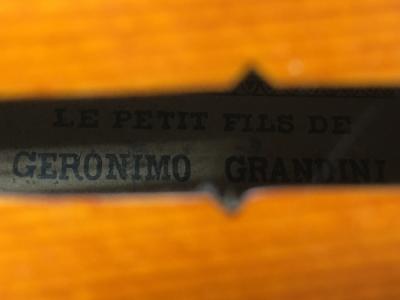 LE PETIT FILS DE
GERONIMO GRANDINI